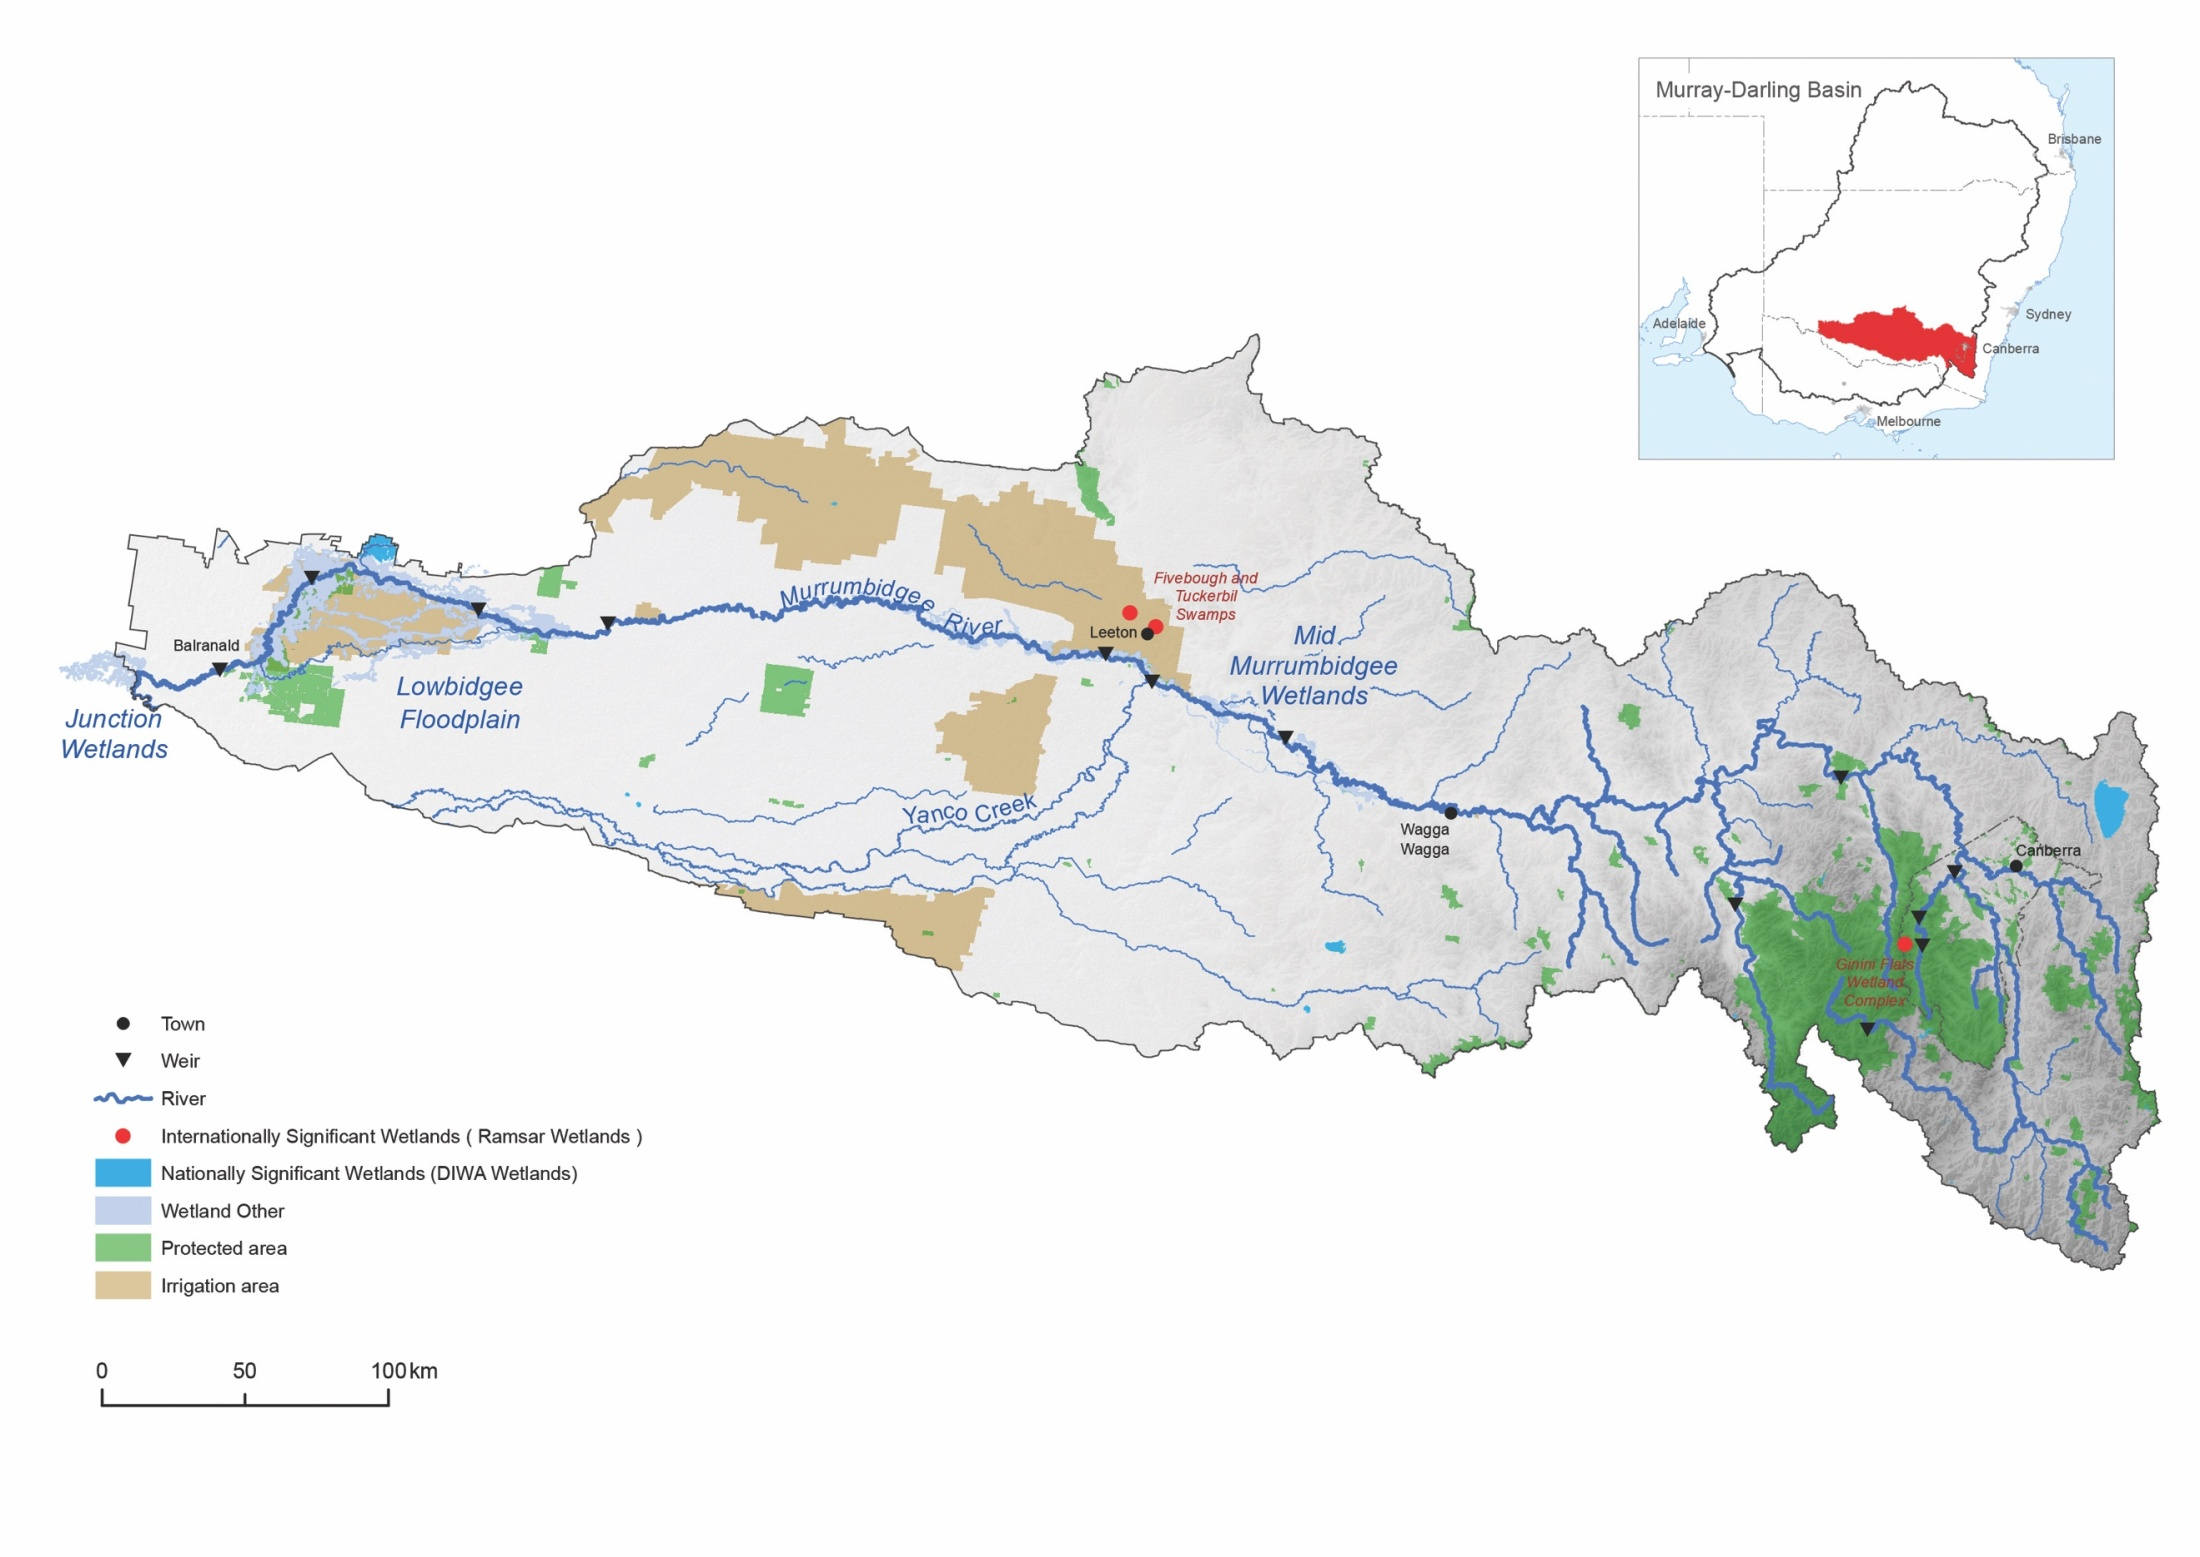 Murray-Darling Basin
Brisbane
Adelaide
Sydney
Canberra
Melbourne
Murrumbidgee River
Fivebough and
Tuckerbil
Swamps
Leeton
Mid
Murrumbidgee
Wetlands
Balranald
Lowbidgee
Floodplain
Junction
Wetlands
Yanco Creek
Wagga
Wagga
Canberra
Ginini Flats
Wetland
Complex
Town
Weir
River
Internationally Significant Wetlands ( Ramsar Wetlands )
Nationally Significant Wetlands (DIWA Wetlands)
Wetland Other
Protected area
Irrigation area
0 50 100km